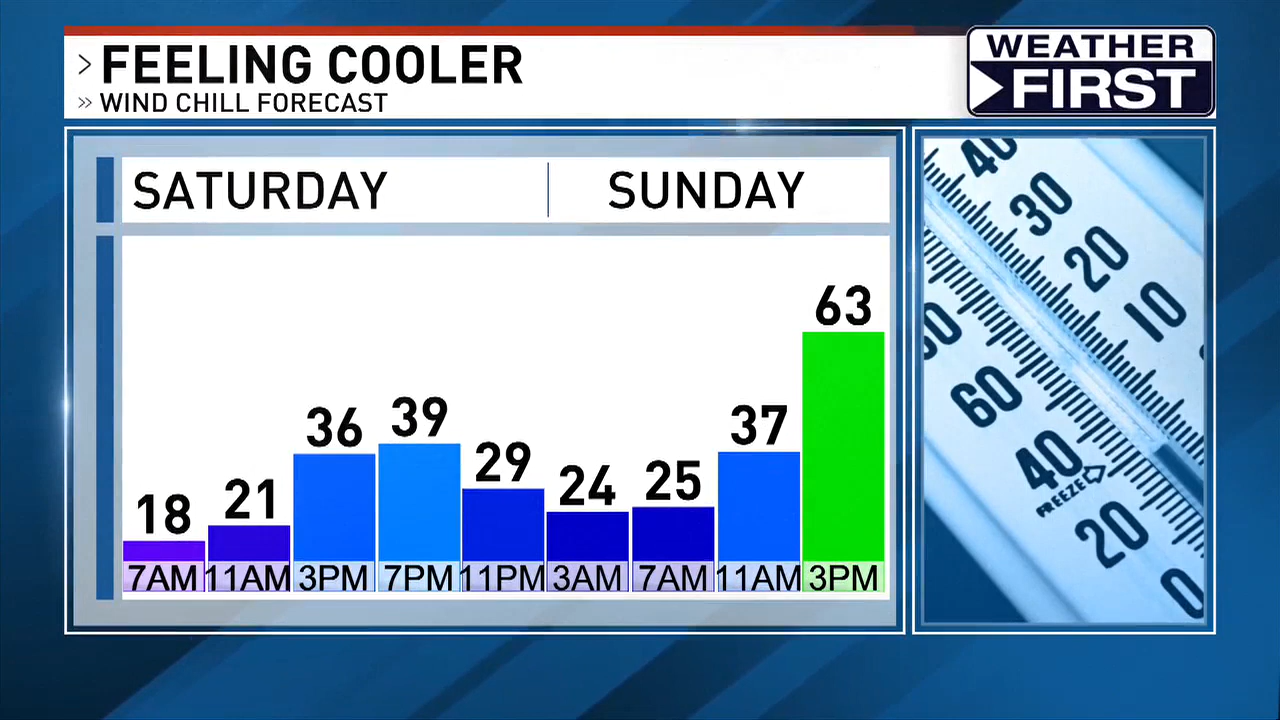 > FEELING COOLER
» WIND CHILL FORECAST
WEATHER
FIRST
SATURDAY
SUNDAY
18
21
36
39
29
24
25
37
63
7AM
11AM
3PM
7PM
11PM
3AM
7AM
11AM
3PM
40
30
20
10
60
40
FREEZE
20
0